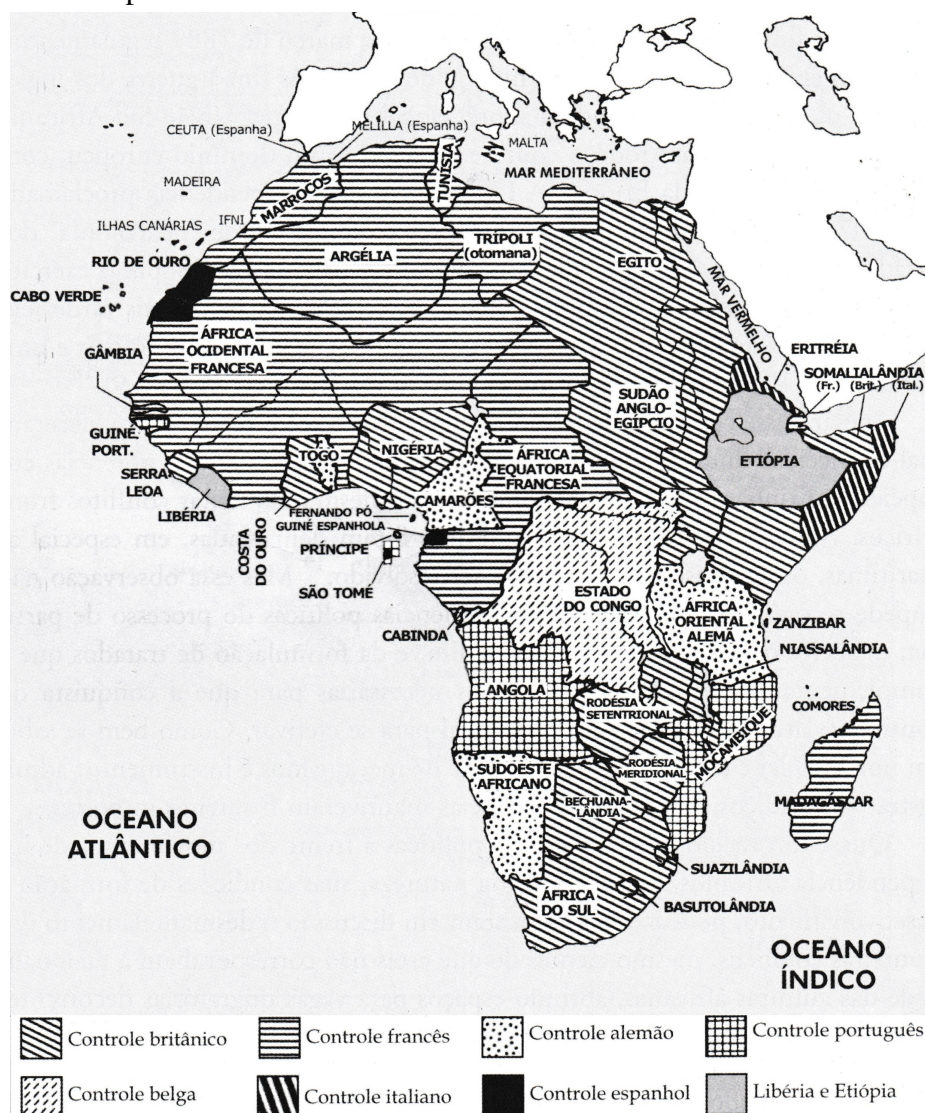 CEUTA (Espanha)
MELILLA (Espanha)
MALTA
MAR MEDITERRÂNEO
MADEIRA
TUNISIA
MARROCOS
IFNI
ILHAS CANÁRIAS
ARGÉLIA
TRÍPOLI
(otomana)
EGITO
RIO DE OURO
MAR VERMELHO
CABO VERDE
ÁFRICA
OCIDENTAL
FRANCESA
GÂMBIA
ERITRÉIA
SOMALILÂNDIA
(Fr.) (Brit.) (Ital.)
SUDÃO
ANGLO-
EGÍPCIO
GUINÉ
PORT.
NIGÉRIA
TOGO
ÁFRICA
EQUATORIAL
FRANCESA
ETIÓPIA
SERRA
LEOA
CAMARÕES
LIBÉRIA
FERNANDO PÓ
GUINÉ ESPANHOLA
COSTA
DO OURO
PRÍNCIPE
SÃO TOMÉ
ESTADO
DO CONGO
ÁFRICA
ORIENTAL
ALEMÃ
ZANZIBAR
CABINDA
NIASSALÂNDIA
ANGOLA
RODÉSIA
SETENTRIONAL
COMORES
MOÇAMBIQUE
RODÉSIA
MERIDIONAL
SUDOESTE
AFRICANO
BECHUANA-
LÂNDIA
MADAGÁSCAR
OCEANO
ATLÂNTICO
SUAZILÂNDIA
ÁFRICA
DO SUL
BASUTOLÂNDIA
OCEANO
ÍNDICO
Controle britânico
Controle francês
Controle alemão
Controle português
Controle belga
Controle italiano
Controle espanhol
Libéria e Etiópia